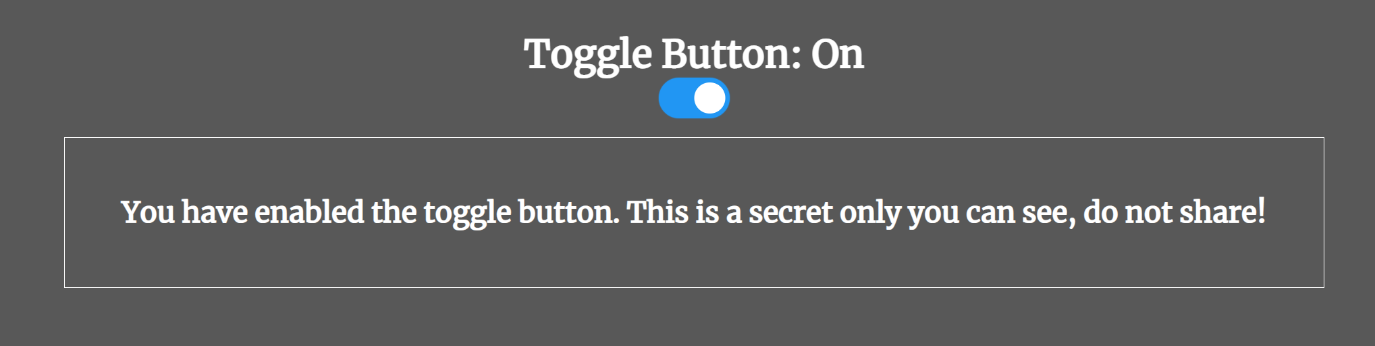 Toggle Button: On
You have enabled the toggle button. This is a secret only you can see, do not share!